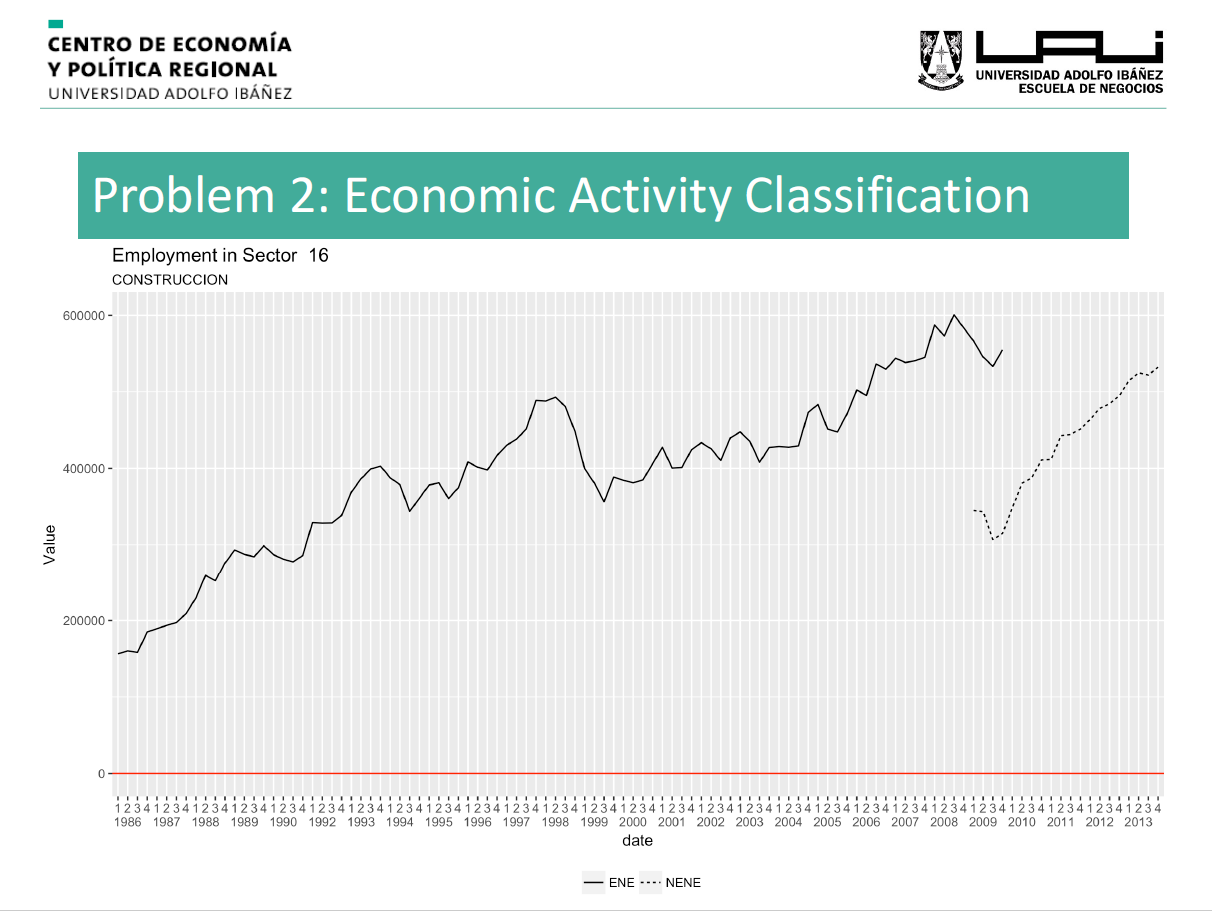 CENTRO DE ECONOMÍA
Y POLÍTICA REGIONAL
UNIVERSIDAD ADOLFO IBÁÑEZ
UAI
UNIVERSIDAD ADOLFO IBÁÑEZ
ESCUELA DE NEGOCIOS
Problem 2: Economic Activity Classification
Employment in Sector 16
CONSTRUCCION
600000
400000
200000
0
Value
1 2 3 4 1 2 3 4 1 2 3 4 1 2 3 4 1 2 3 4 1 2 3 4 1 2 3 4 1 2 3 4 1 2 3 4 1 2 3 4 1 2 3 4 1 2 3 4 1 2 3 4 1 2 3 4 1 2 3 4 1 2 3 4 1 2 3 4 1 2 3 4 1 2 3 4 1 2 3 4 1 2 3 4 1 2 3 4 1 2 3 4 1 2 3 4 1 2 3 4 1 2 3 4 1 2 3 4
1986 1987 1988 1989 1990 1992 1993 1994 1995 1996 1997 1998 1999 2000 2001 2002 2003 2004 2005 2006 2007 2008 2009 2010 2011 2012 2013
date
ENE NENE